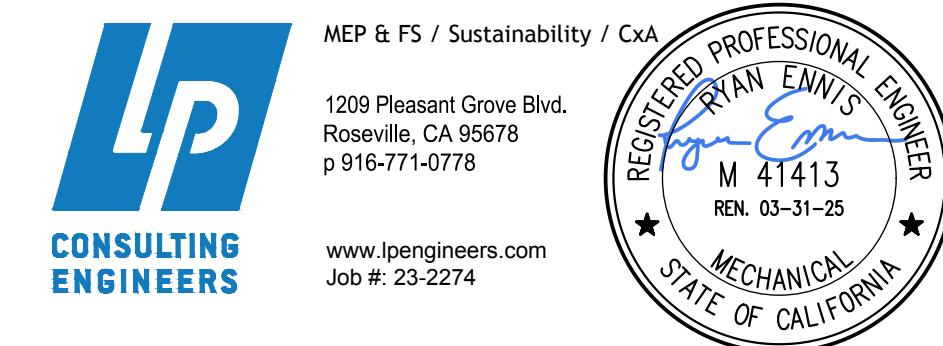 LP
CONSULTING
ENGINEERS
MEP & FS / Sustainability / CxA
1209 Pleasant Grove Blvd.
Roseville, CA 95678
p 916-771-0778
www.lpengineers.com
Job #: 23-2274
REGISTERED PROFESSIONAL ENGINEER
RYAN ENNIS
M 41413
REN. 03-31-25
MECHANICAL
STATE OF CALIFORNIA